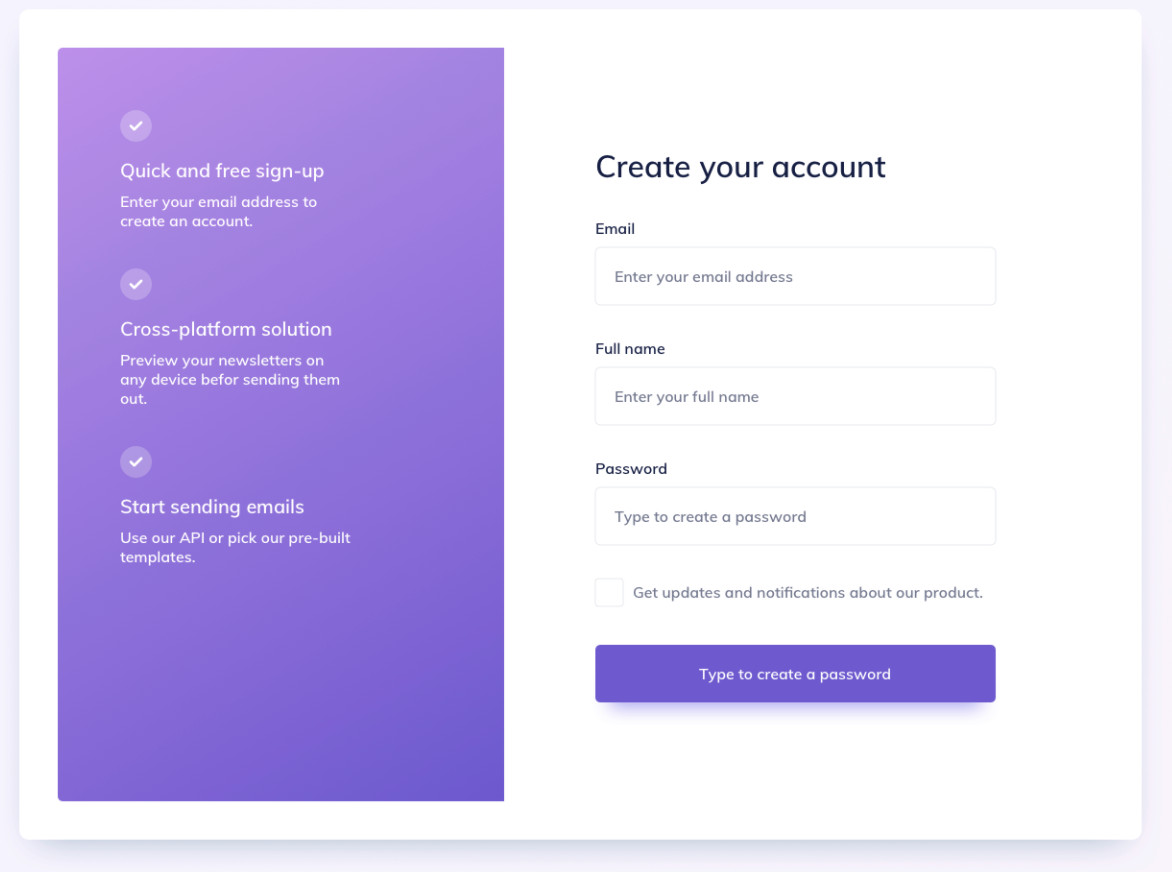 Quick and free sign-up
Enter your email address to
create an account.
Cross-platform solution
Preview your newsletters on
any device befor sending them
out.
Start sending emails
Use our API or pick our pre-built
templates.
Create your account
Email
Enter your email address
Full name
Enter your full name
Password
Type to create a password
Get updates and notifications about our product.
Type to create a password